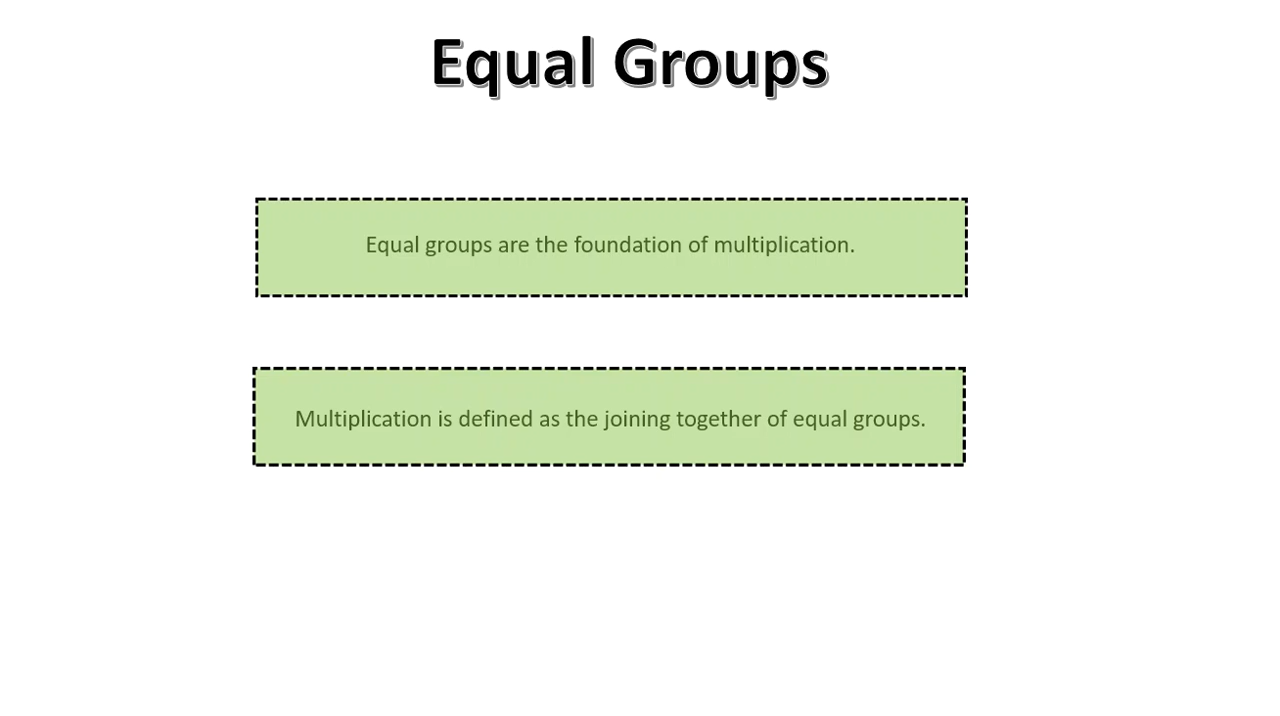 Equal Groups
Equal groups are the foundation of multiplication.
Multiplication is defined as the joining together of equal groups.